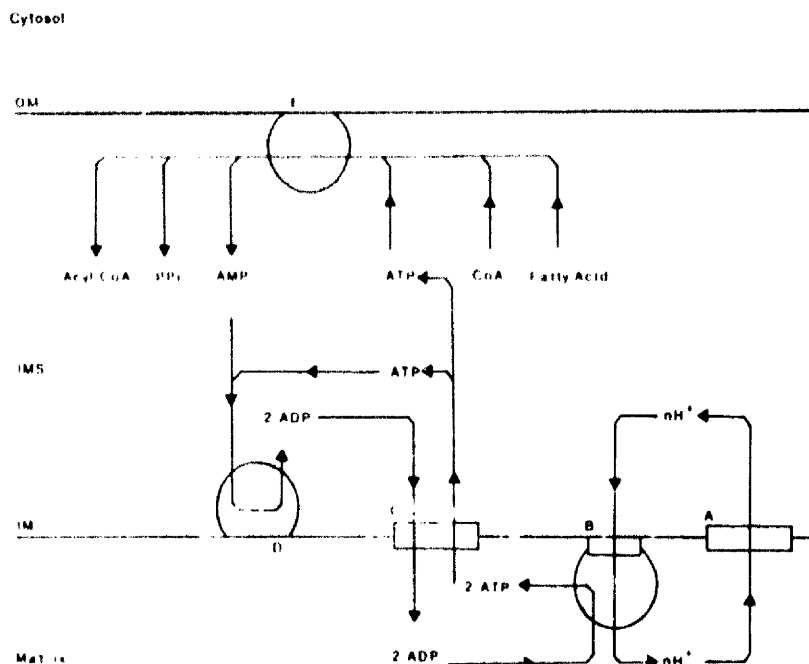 Cytosol
OM
Acyl CoA PPi AMP ATP CoA Fatty Acid
IMS
ATP
2 ADP nH+
IM C B A
D
2 ATP
Matrix 2 ADP nH+